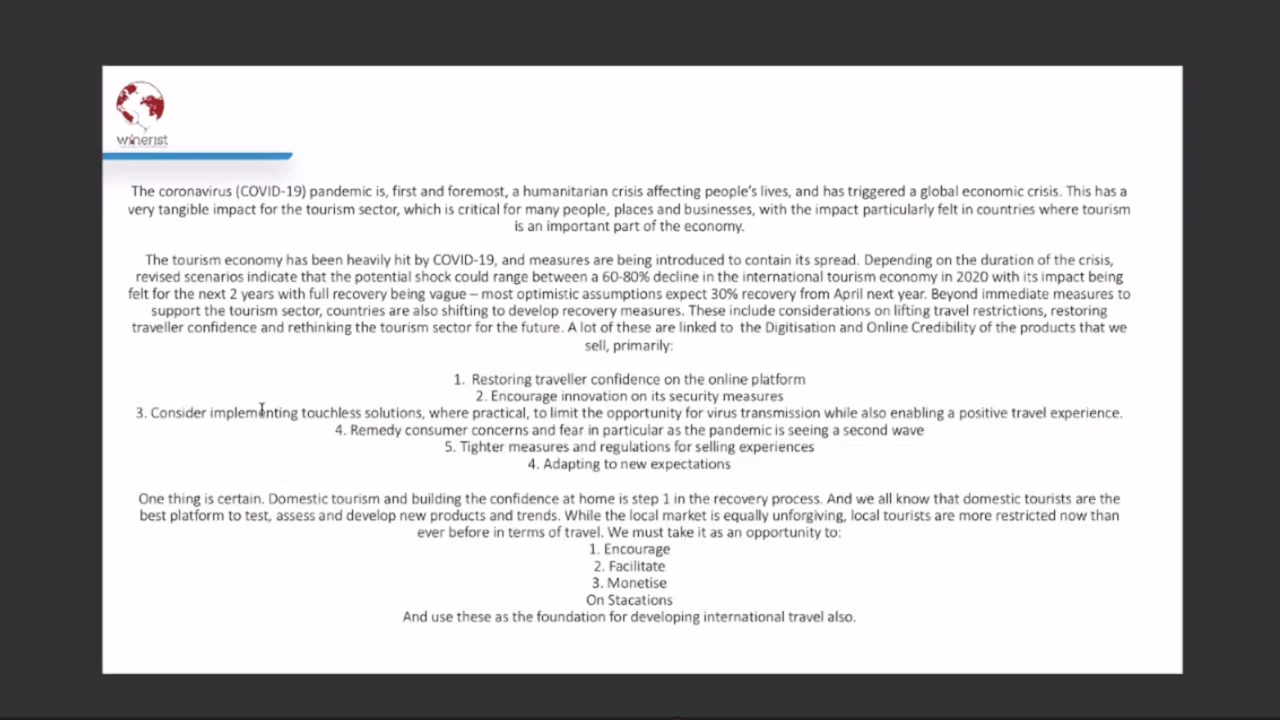 winerist
The coronavirus (COVID-19) pandemic is, first and foremost, a humanitarian crisis affecting people's lives, and has triggered a global economic crisis. This has a
very tangible impact for the tourism sector, which is critical for many people, places and businesses, with the impact particularly felt in countries where tourism
is an important part of the economy.
The tourism economy has been heavily hit by COVID-19, and measures are being introduced to contain its spread. Depending on the duration of the crisis,
revised scenarios indicate that the potential shock could range between a 60-80% decline in the international tourism economy in 2020 with its impact being
felt for the next 2 years with full recovery being vague – most optimistic assumptions expect 30% recovery from April next year. Beyond immediate measures to
support the tourism sector, countries are also shifting to develop recovery measures. These include considerations on lifting travel restrictions, restoring
traveller confidence and rethinking the tourism sector for the future. A lot of these are linked to the Digitisation and Online Credibility of the products that we
sell, primarily:
1. Restoring traveller confidence on the online platform
2. Encourage innovation on its security measures
3. Consider implementing touchless solutions, where practical, to limit the opportunity for virus transmission while also enabling a positive travel experience.
4. Remedy consumer concerns and fear in particular as the pandemic is seeing a second wave
5. Tighter measures and regulations for selling experiences
4. Adapting to new expectations
One thing is certain. Domestic tourism and building the confidence at home is step 1 in the recovery process. And we all know that domestic tourists are the
best platform to test, assess and develop new products and trends. While the local market is equally unforgiving, local tourists are more restricted now than
ever before in terms of travel. We must take it as an opportunity to:
1. Encourage
2. Facilitate
3. Monetise
On Stacations
And use these as the foundation for developing international travel also.